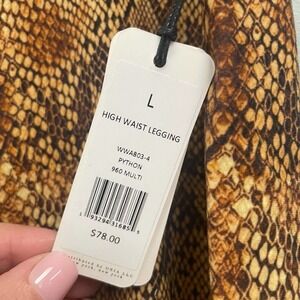 L
HIGH WAIST LEGGING
WWA803-4
PYTHON
960 MULTI
$78.00